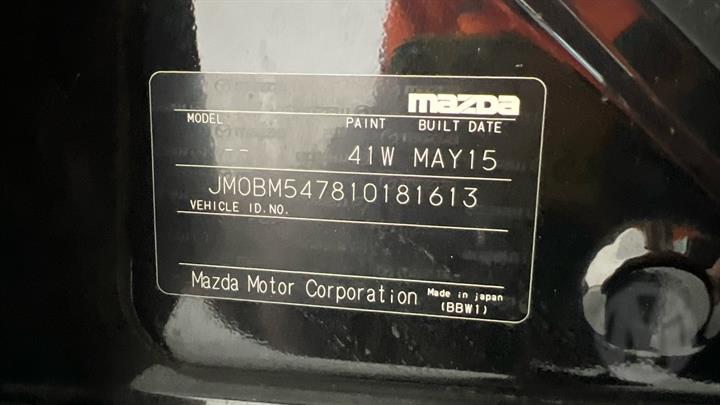 mazda
MODEL PAINT BUILT DATE
-- 41W MAY15
JM0BM547810181613
VEHICLE ID.NO.
Mazda Motor Corporation Made in japan
(BBW1)